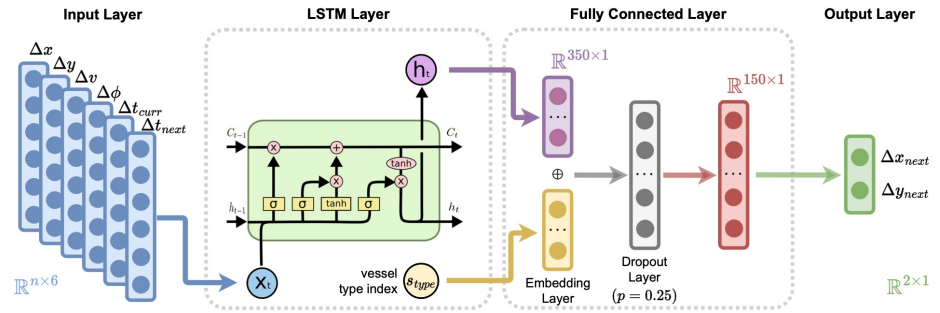 Input Layer
LSTM Layer
Fully Connected Layer
Output Layer
Δx
Δy
Δv
Δϕ
Δt_curr
Δt_next
ℝ^{n×6}
h_t
C_{t-1}
C_t
x
+
tanh
x
x
σ
σ
tanh
σ
h_{t-1}
h_t
X_t
vessel
type index
s_type
ℝ^{350×1}
...
⊕
...
Embedding
Layer
...
Dropout
Layer
(p = 0.25)
ℝ^{150×1}
...
Δx_next
Δy_next
ℝ^{2×1}